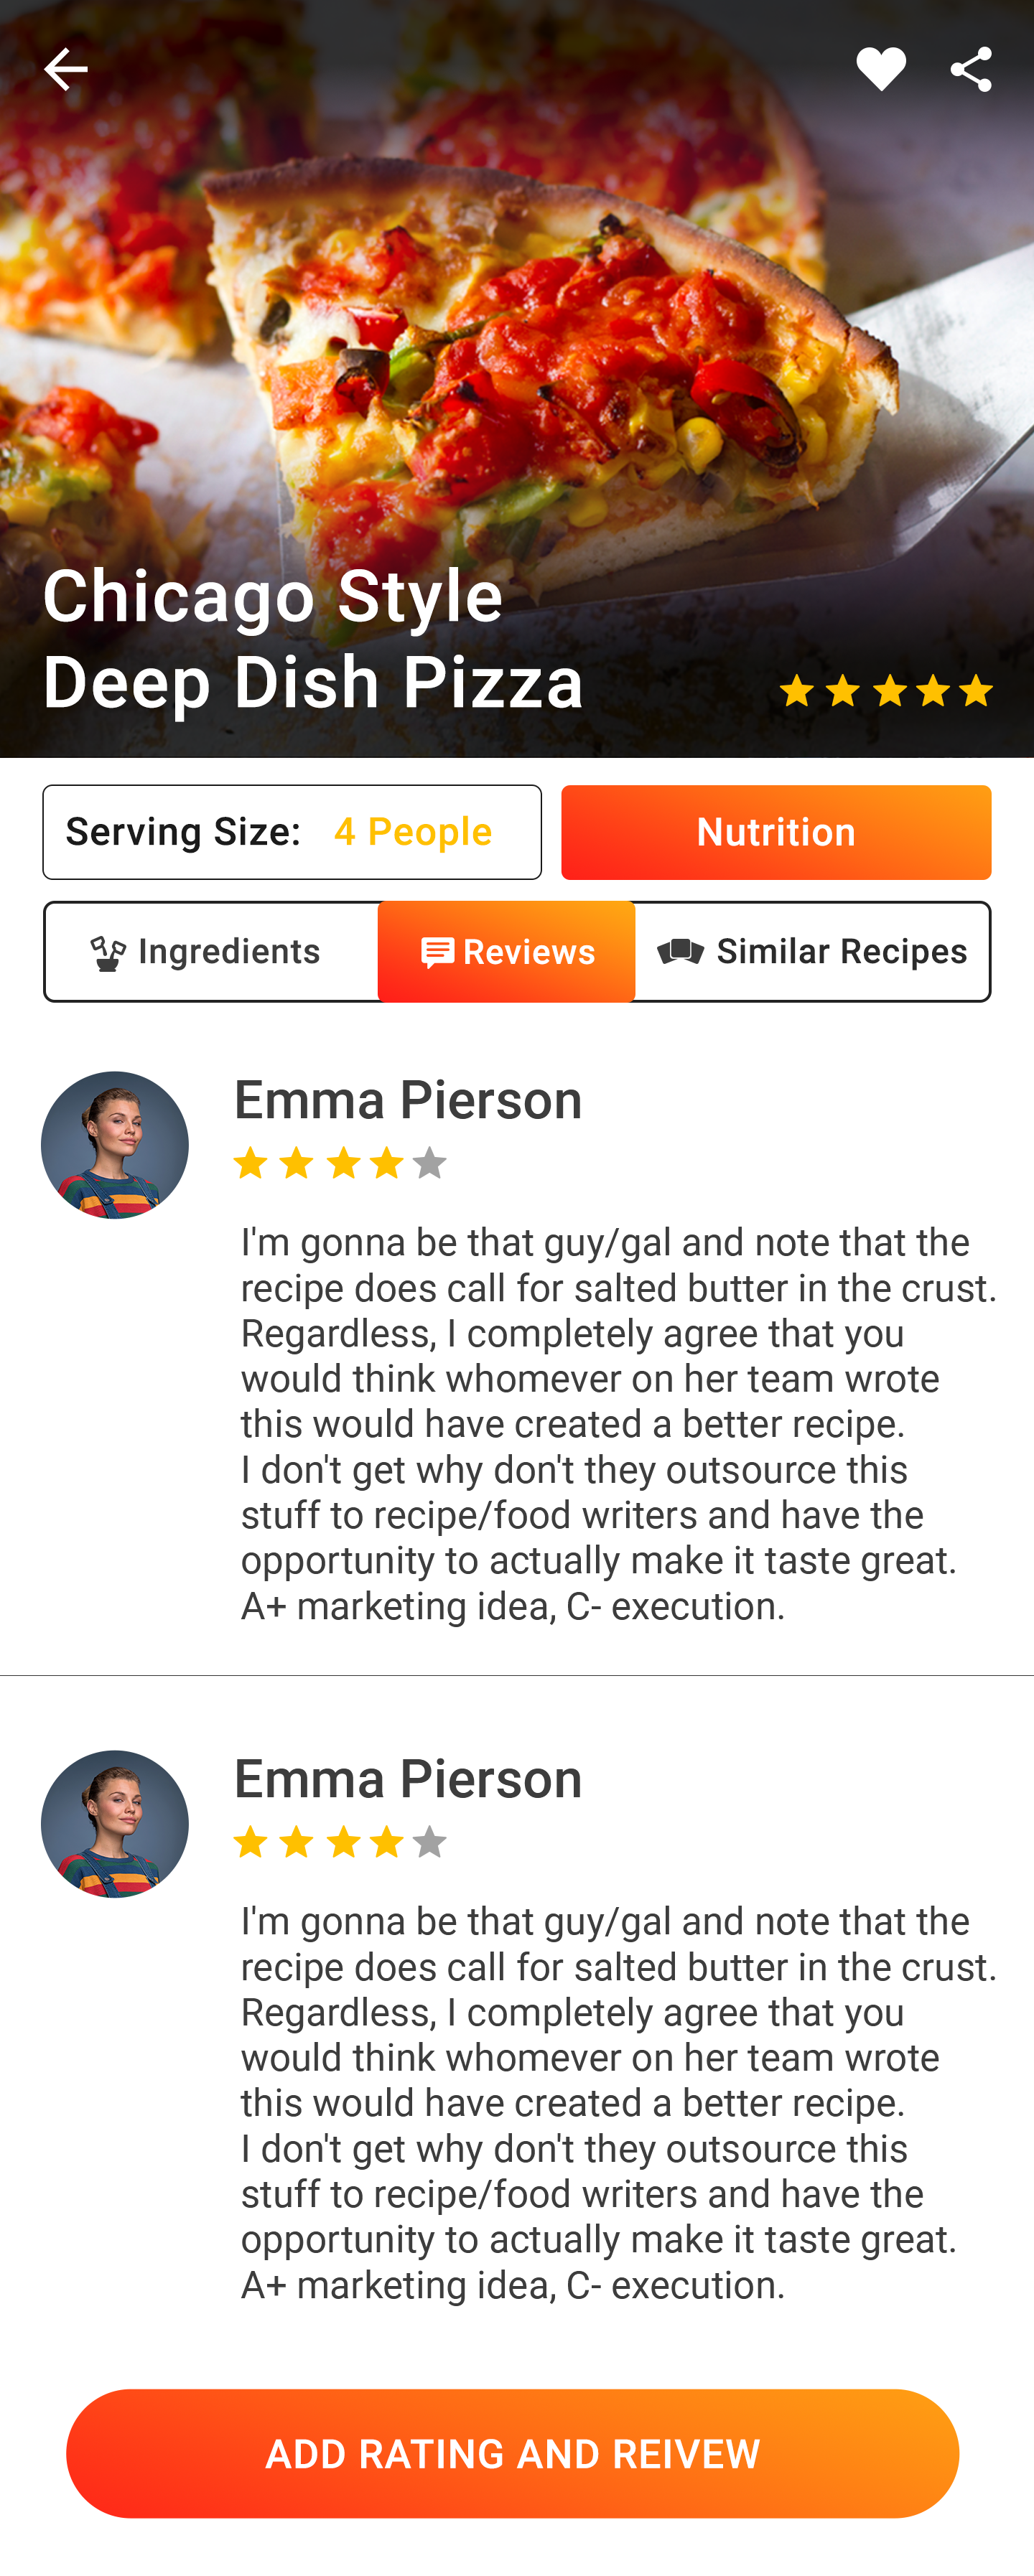 Chicago Style
Deep Dish Pizza
Serving Size: 4 People
Nutrition
Ingredients
Reviews
Similar Recipes
Emma Pierson
I'm gonna be that guy/gal and note that the
recipe does call for salted butter in the crust.
Regardless, I completely agree that you
would think whomever on her team wrote
this would have created a better recipe.
I don't get why don't they outsource this
stuff to recipe/food writers and have the
opportunity to actually make it taste great.
A+ marketing idea, C- execution.
Emma Pierson
I'm gonna be that guy/gal and note that the
recipe does call for salted butter in the crust.
Regardless, I completely agree that you
would think whomever on her team wrote
this would have created a better recipe.
I don't get why don't they outsource this
stuff to recipe/food writers and have the
opportunity to actually make it taste great.
A+ marketing idea, C- execution.
ADD RATING AND REIVEW